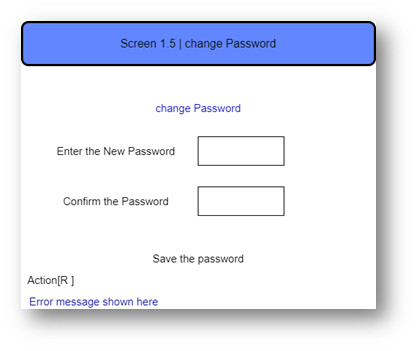 Screen 1.5 | change Password
change Password
Enter the New Password
Confirm the Password
Save the password
Action[R ]
Error message shown here